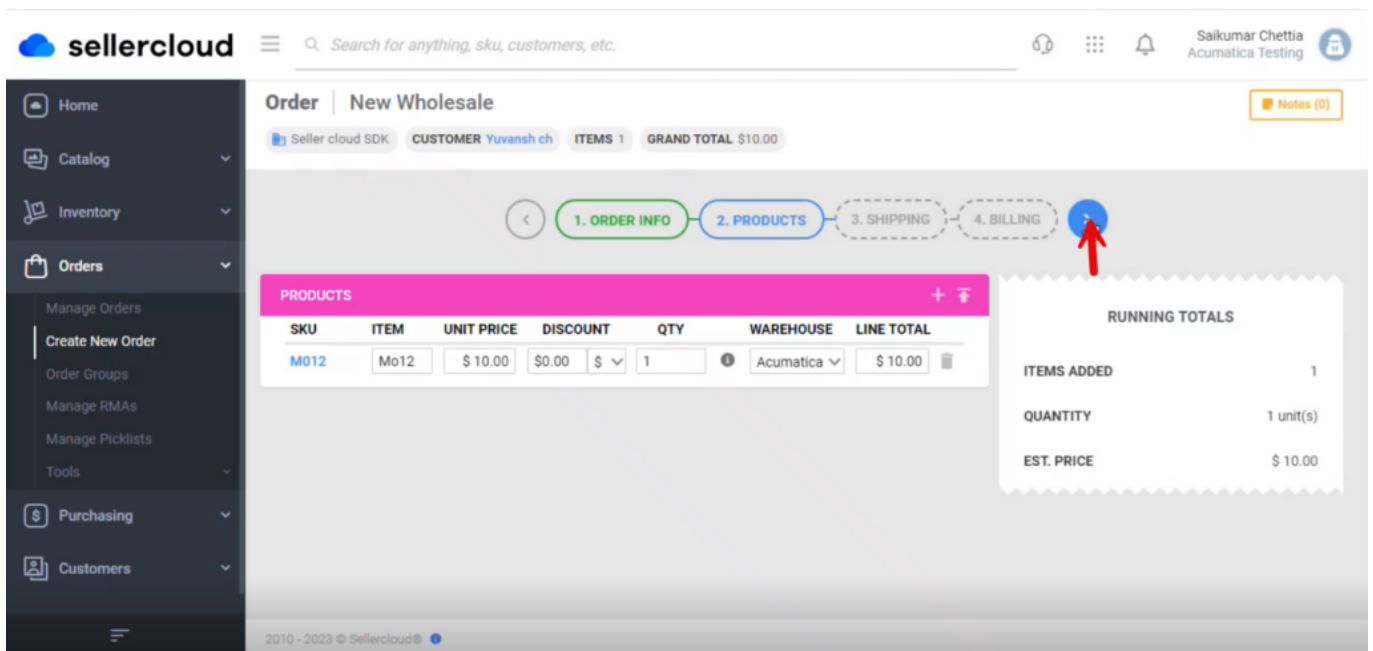 sellercloud
Search for anything, sku, customers, etc.
Saikumar Chettia
Acumatica Testing
Home
Catalog
Inventory
Orders
Manage Orders
Create New Order
Order Groups
Manage RMAs
Manage Picklists
Tools
Purchasing
Customers
Order | New Wholesale
Notes (0)
Seller cloud SDK CUSTOMER Yuvansh ch ITEMS 1 GRAND TOTAL $10.00
1. ORDER INFO 2. PRODUCTS 3. SHIPPING 4. BILLING
PRODUCTS
SKU ITEM UNIT PRICE DISCOUNT QTY WAREHOUSE LINE TOTAL
M012 Mo12 $ 10.00 $0.00 $ 1 Acumatica $ 10.00
RUNNING TOTALS
ITEMS ADDED 1
QUANTITY 1 unit(s)
EST. PRICE $ 10.00
2010 - 2023 © Sellercloud®